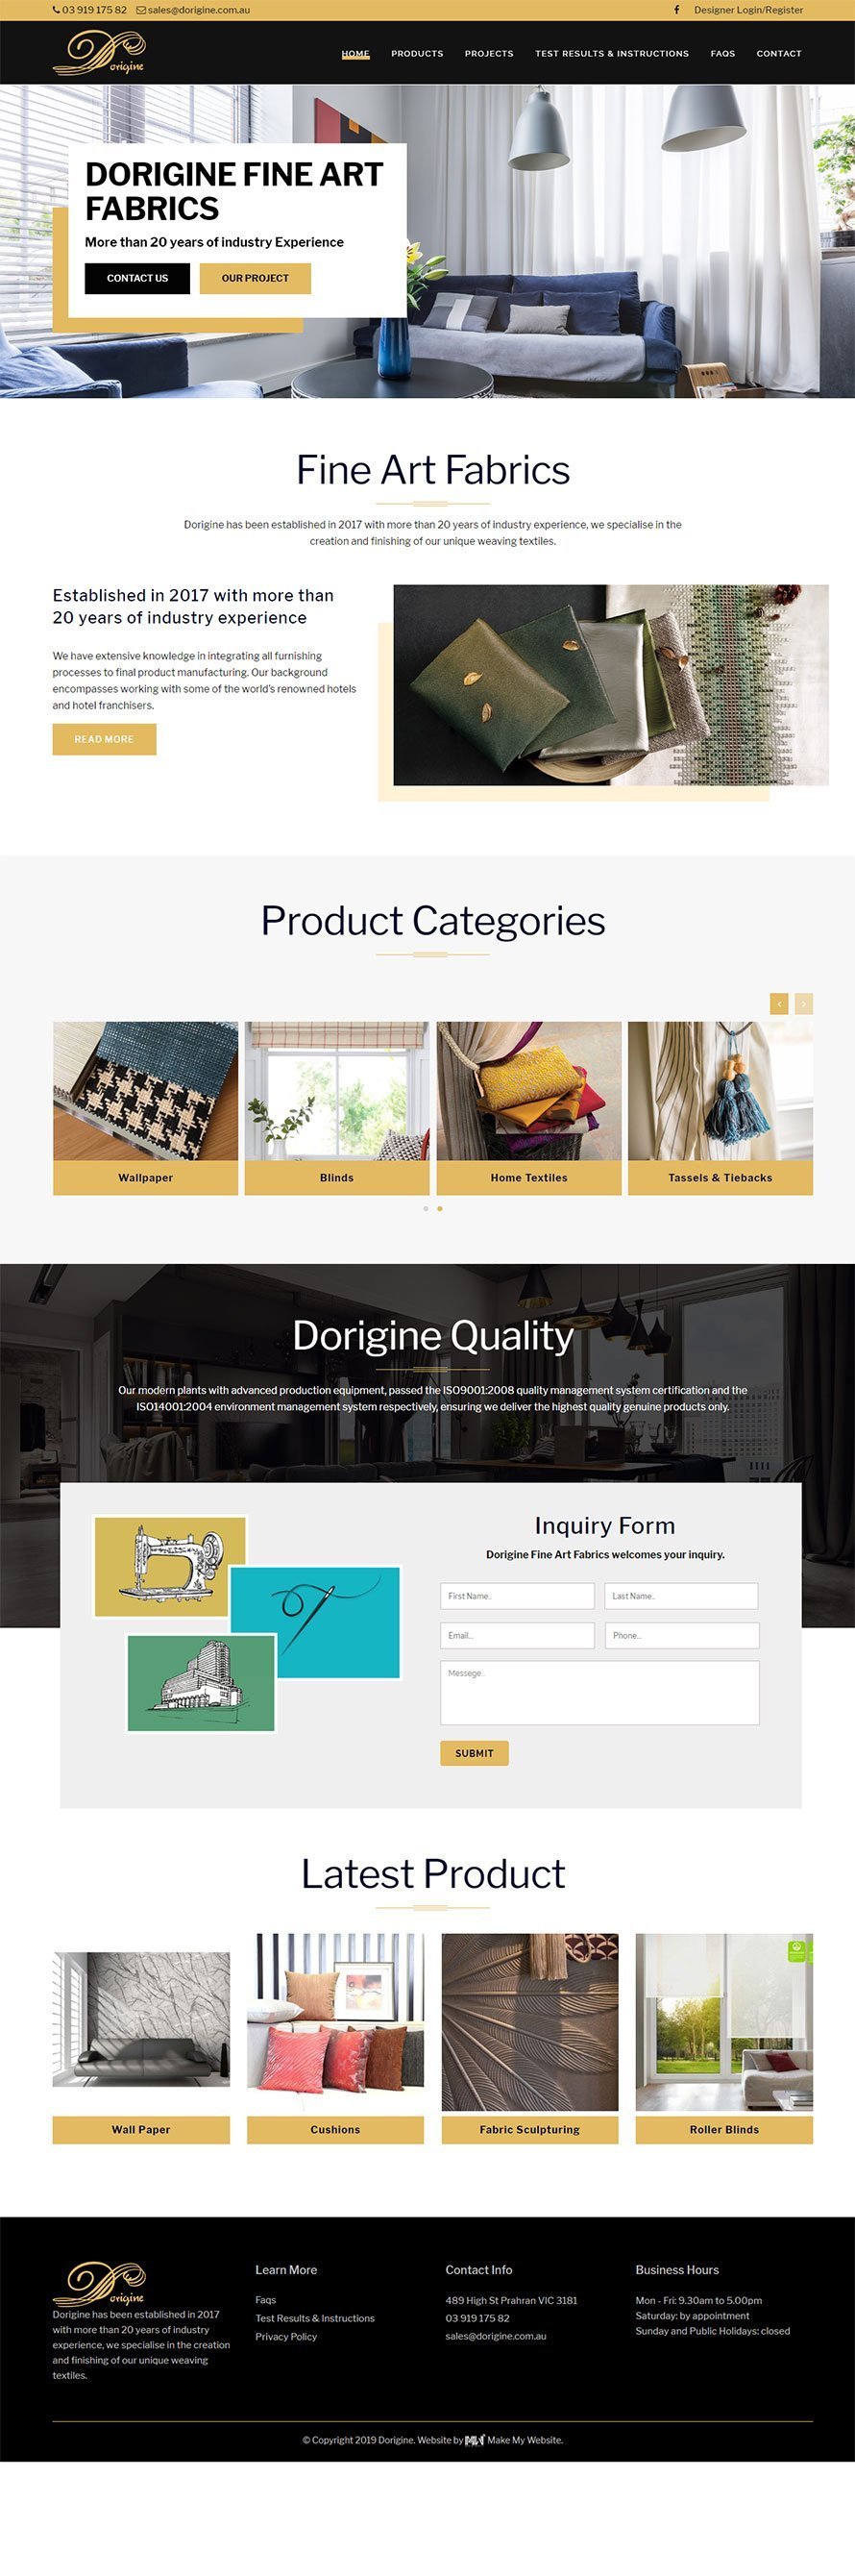 03 919 175 82 sales@dorigine.com.au Designer Login/Register
Dorigine
HOME PRODUCTS PROJECTS TEST RESULTS & INSTRUCTIONS FAQS CONTACT
DORIGINE FINE ART
FABRICS
More than 20 years of industry Experience
CONTACT US OUR PROJECT
Fine Art Fabrics
Dorigine has been established in 2017 with more than 20 years of industry experience, we specialise in the
creation and finishing of our unique weaving textiles.
Established in 2017 with more than
20 years of industry experience
We have extensive knowledge in integrating all furnishing
processes to final product manufacturing. Our background
encompasses working with some of the world's renowned hotels
and hotel franchisers.
READ MORE
Product Categories
Wallpaper
Blinds
Home Textiles
Tassels & Tiebacks
Dorigine Quality
Our modern plants with advanced production equipment, passed the ISO9001:2008 quality management system certification and the
ISO14001:2004 environment management system respectively, ensuring we deliver the highest quality genuine products only.
Inquiry Form
Dorigine Fine Art Fabrics welcomes your inquiry.
First Name.. Last Name..
Email... Phone...
Messege..
SUBMIT
Latest Product
Wall Paper
Cushions
Fabric Sculpturing
Roller Blinds
Dorigine
Dorigine has been established in 2017
with more than 20 years of industry
experience, we specialise in the creation
and finishing of our unique weaving
textiles.
Learn More
Faqs
Test Results & Instructions
Privacy Policy
Contact Info
489 High St Prahran VIC 3181
03 919 175 82
sales@dorigine.com.au
Business Hours
Mon - Fri: 9.30am to 5.00pm
Saturday: by appointment
Sunday and Public Holidays: closed
© Copyright 2019 Dorigine. Website by Make My Website.